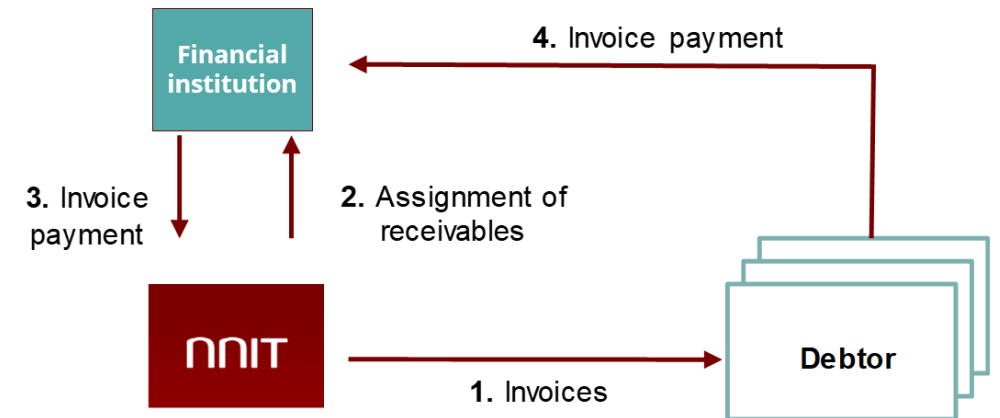 4. Invoice payment
Financial
institution
3. Invoice
payment
2. Assignment of
receivables
nnit
Debtor
1. Invoices